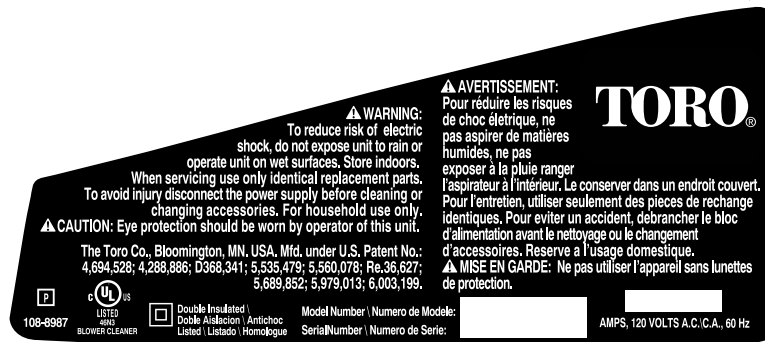 ⚠ WARNING:
To reduce risk of electric
shock, do not expose unit to rain or
operate unit on wet surfaces. Store indoors.
When servicing use only identical replacement parts.
To avoid injury disconnect the power supply before cleaning or
changing accessories. For household use only.
⚠ CAUTION: Eye protection should be worn by operator of this unit.
The Toro Co., Bloomington, MN. USA. Mfd. under U.S. Patent No.:
4,694,528; 4,288,886; D368,341; 5,535,479; 5,560,078; Re.36,627;
5,689,852; 5,979,013; 6,003,199.
⚠ AVERTISSEMENT:
Pour réduire les risques
de choc életrique, ne
pas aspirer de matières
humides, ne pas
exposer à la pluie ranger
l'aspirateur à l'intérieur. Le conserver dans un endroit couvert.
Pour l'entretien, utiliser seulement des pieces de rechange
identiques. Pour eviter un accident, debrancher le bloc
d'alimentation avant le nettoyage ou le changement
d'accessoires. Reserve a l'usage domestique.
⚠ MISE EN GARDE: Ne pas utiliser l'appareil sans lunettes
de protection.
TORO®
P
108-8987
C UL US
LISTED
46N3
BLOWER CLEANER
Double Insulated \
Doble Aislacion \ Antichoc
Listed \ Listado \ Homologue
Model Number \ Numero de Modele:
SerialNumber \ Numero de Serie:
AMPS, 120 VOLTS A.C.\C.A., 60 Hz